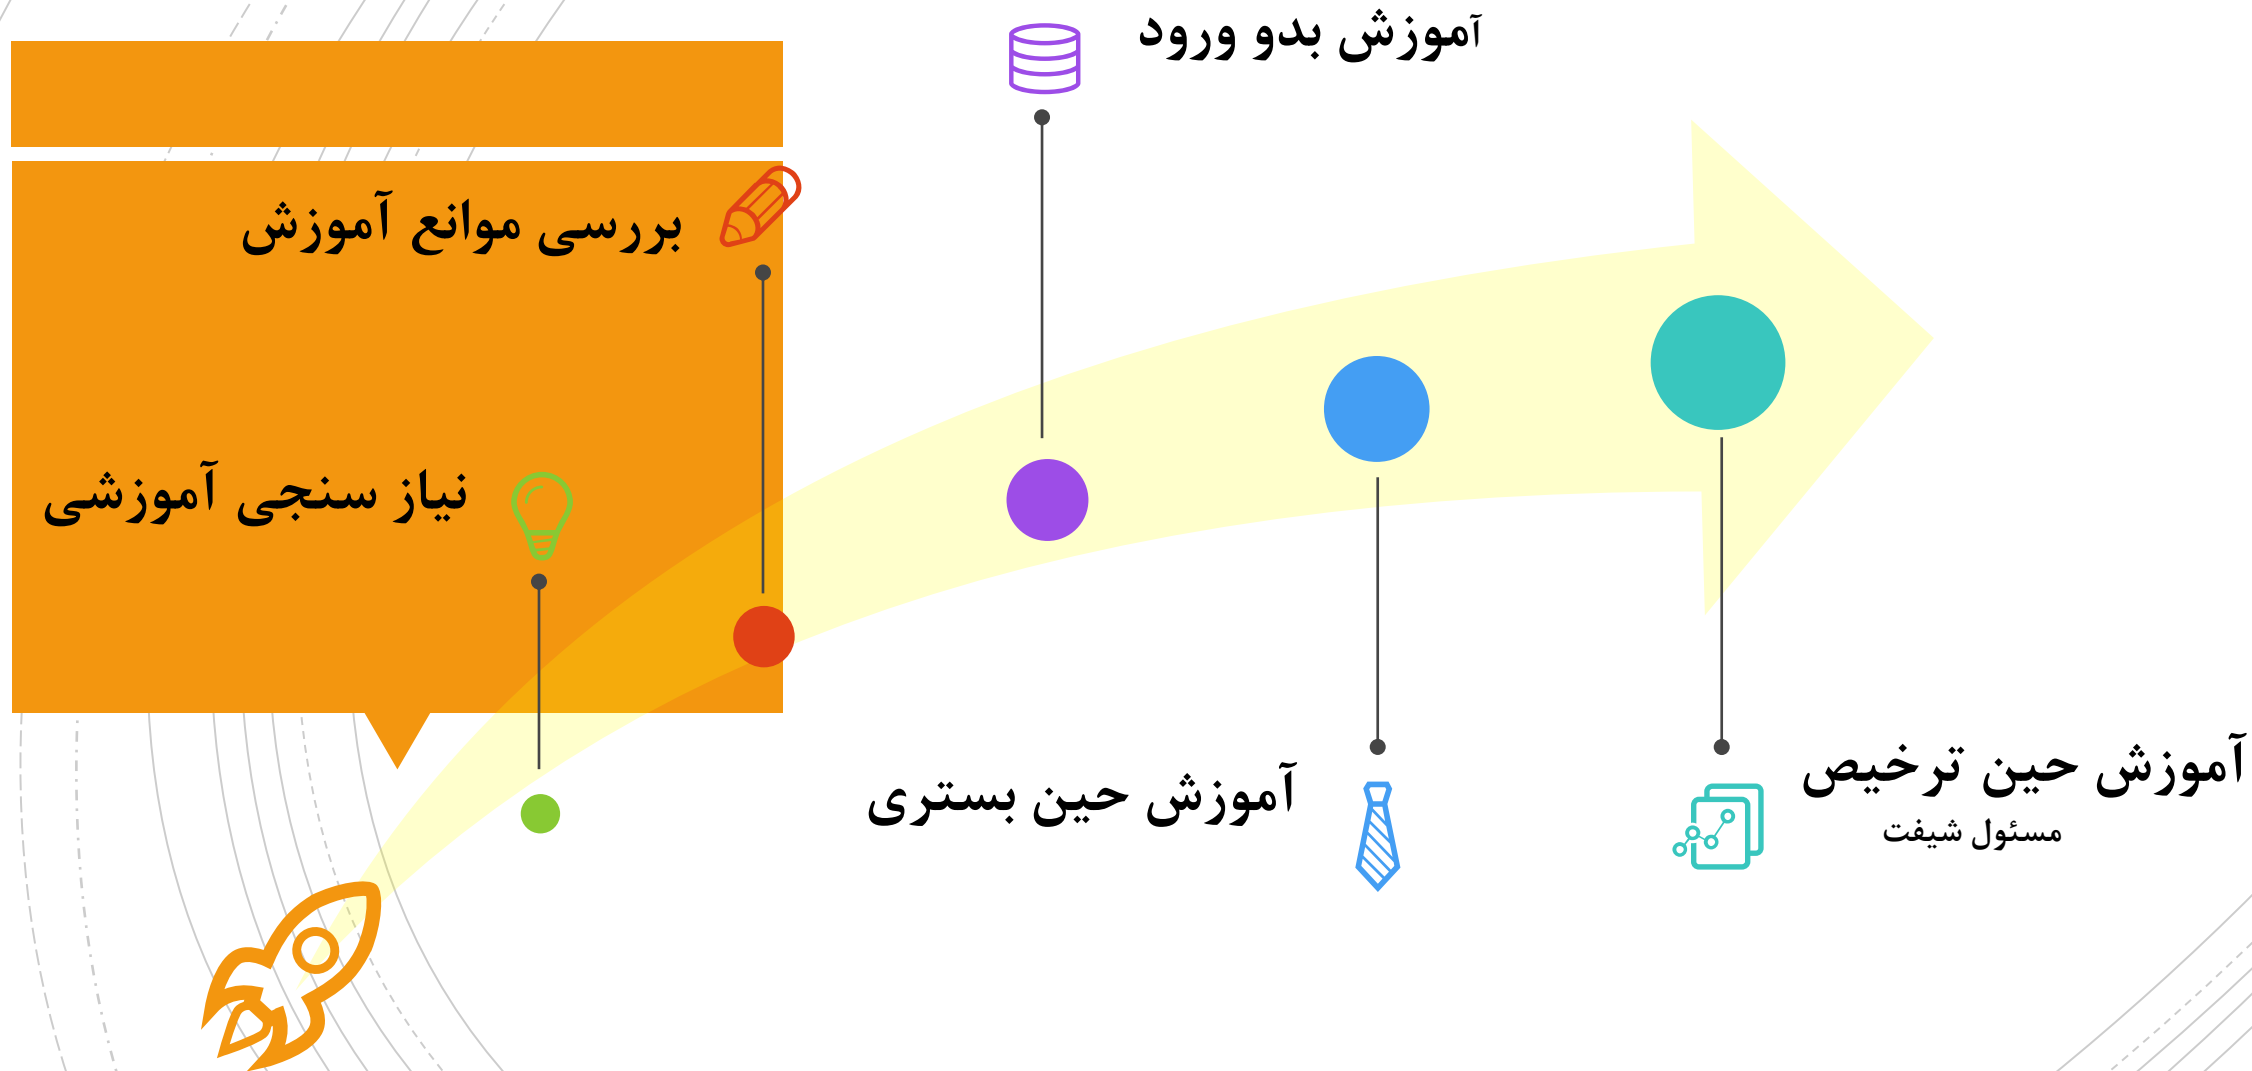 آموزش بدو ورود
بررسی موانع آموزش
نیاز سنجی آموزشی
آموزش حین بستری
آموزش حین ترخیص
مسئول شیفت